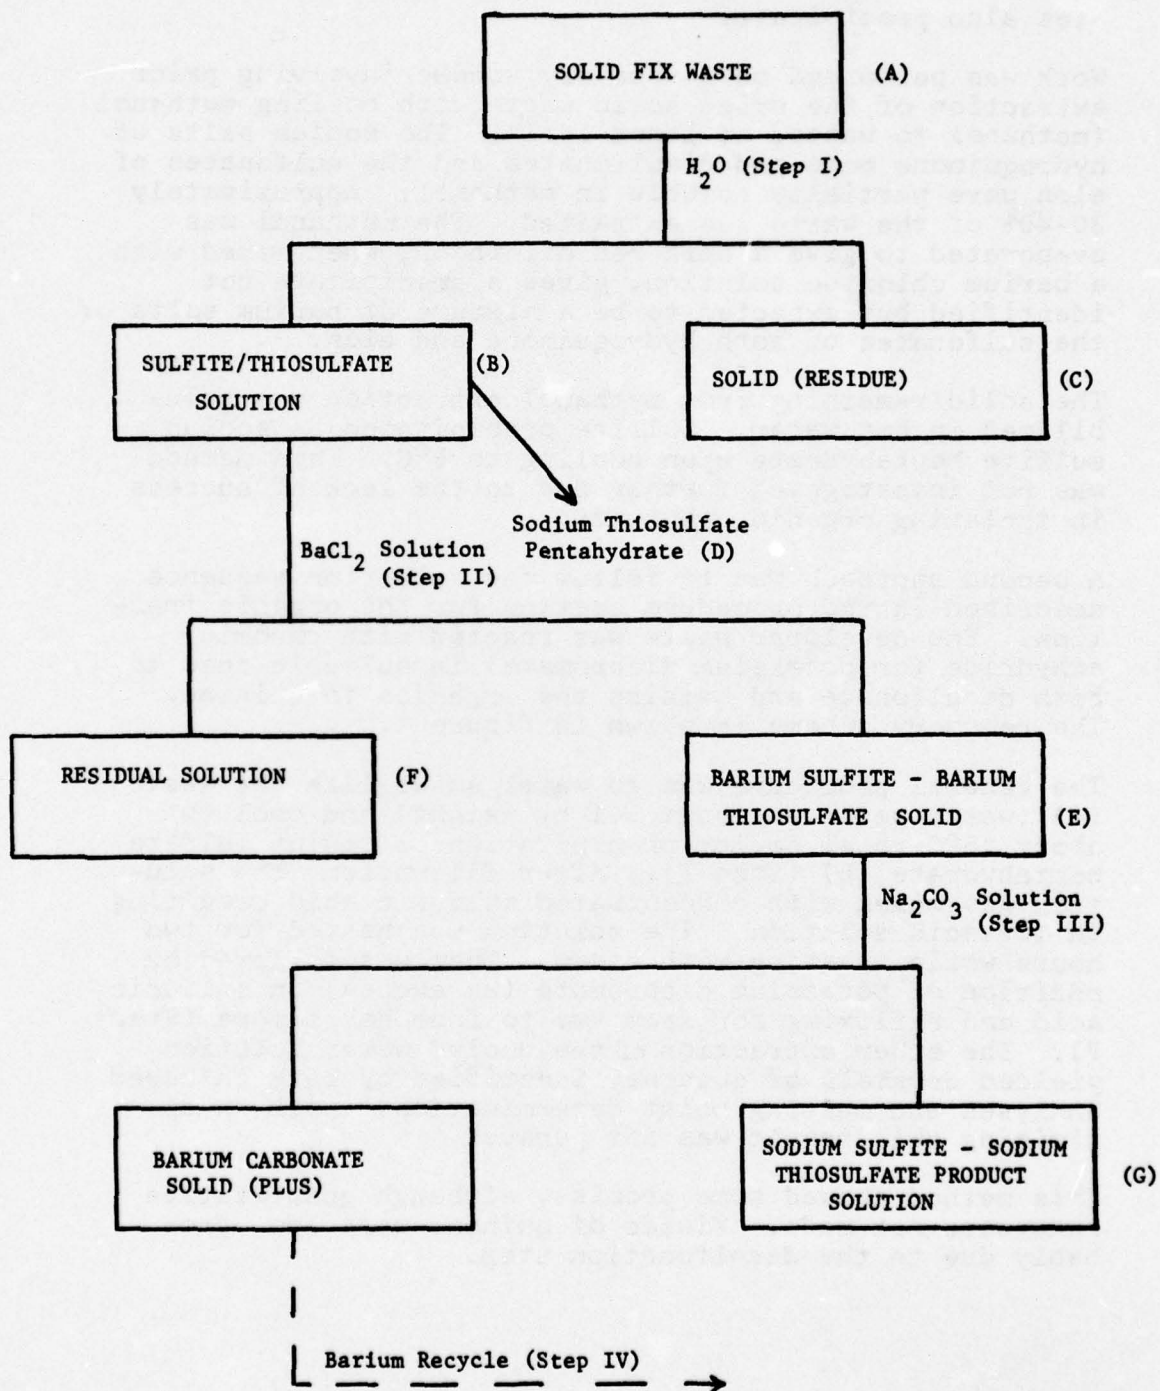 SOLID FIX WASTE (A)
H2O (Step I)
SULFITE/THIOSULFATE (B)
SOLUTION
SOLID (RESIDUE) (C)
Sodium Thiosulfate
Pentahydrate (D)
BaCl2 Solution
(Step II)
RESIDUAL SOLUTION (F)
BARIUM SULFITE - BARIUM
THIOSULFATE SOLID (E)
Na2CO3 Solution
(Step III)
BARIUM CARBONATE
SOLID (PLUS)
SODIUM SULFITE - SODIUM
THIOSULFATE PRODUCT (G)
SOLUTION
Barium Recycle (Step IV)